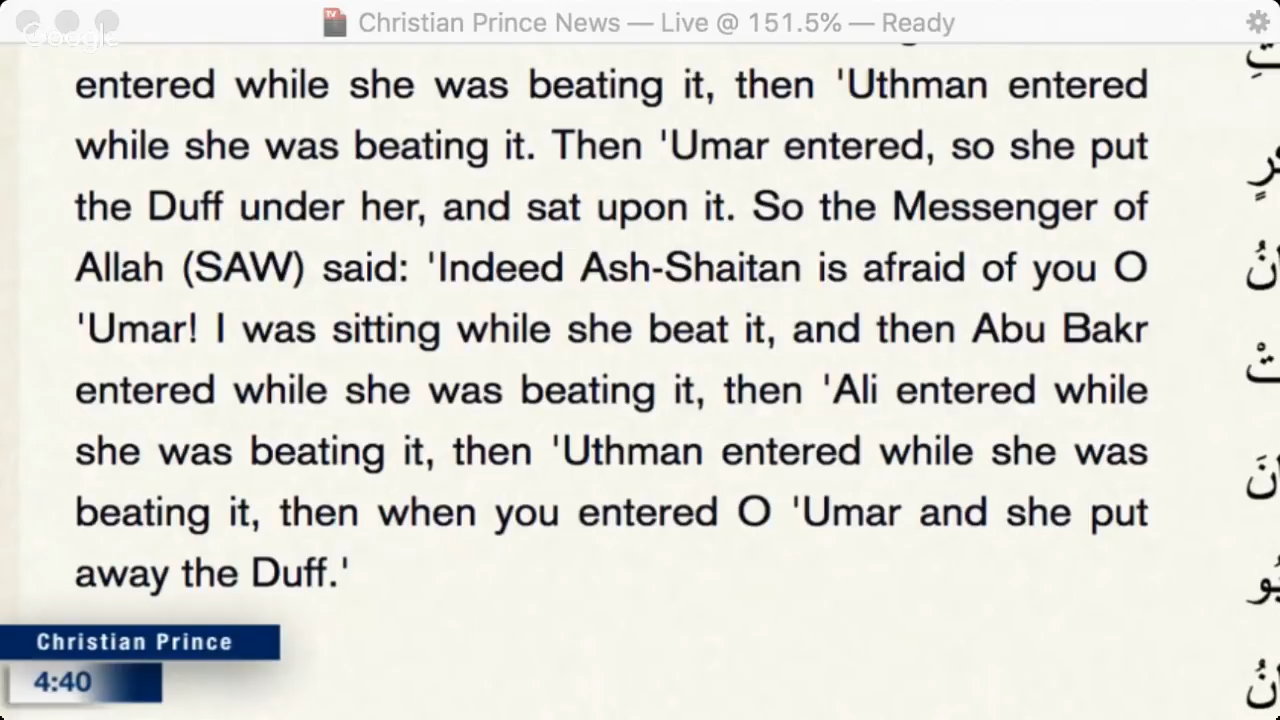 Christian Prince News — Live @ 151.5% — Ready
Google
entered while she was beating it, then 'Uthman entered
while she was beating it. Then 'Umar entered, so she put
the Duff under her, and sat upon it. So the Messenger of
Allah (SAW) said: 'Indeed Ash-Shaitan is afraid of you O
'Umar! I was sitting while she beat it, and then Abu Bakr
entered while she was beating it, then 'Ali entered while
she was beating it, then 'Uthman entered while she was
beating it, then when you entered O 'Umar and she put
away the Duff.'
Christian Prince
4:40